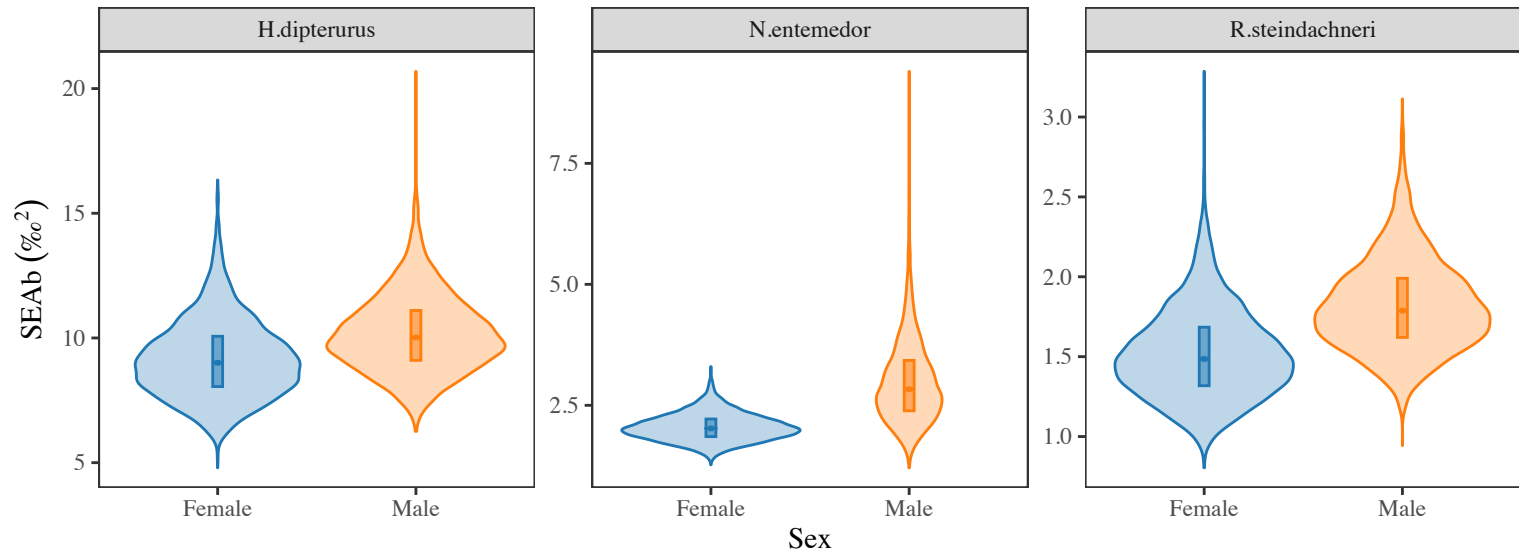 H.dipterurus
N.entemedor
R.steindachneri
SEAb (‰²)
20
15
10
5
7.5
5.0
2.5
3.0
2.5
2.0
1.5
1.0
Female Male
Female Male
Female Male
Sex